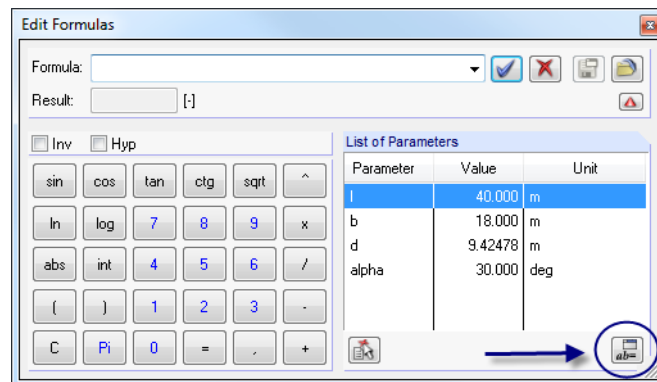 Edit Formulas
Formula:
Result: [-]
Inv Hyp
sin cos tan ctg sqrt ^
ln log 7 8 9 x
abs int 4 5 6 /
( ) 1 2 3 -
C Pi 0 = , +
List of Parameters
Parameter Value Unit
l 40.000 m
b 18.000 m
d 9.42478 m
alpha 30.000 deg
ab=